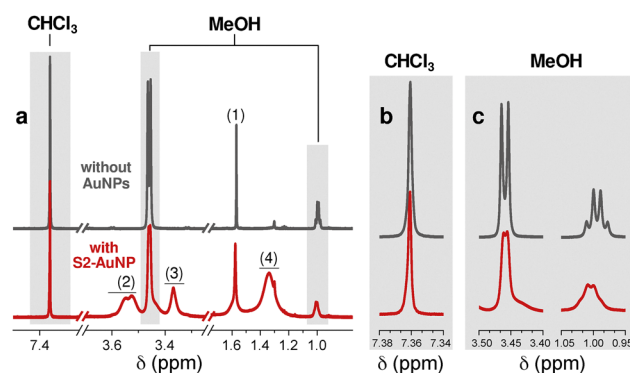 CHCl3
MeOH
CHCl3
MeOH
a
(1)
b
c
without
AuNPs
with
S2-AuNP
(2)
(3)
(4)
7.4
3.6
3.4
1.6
1.4
1.2
1.0
7.38
7.36
7.34
3.50
3.45
3.40
1.05
1.00
0.95
δ (ppm)
δ (ppm)
δ (ppm)